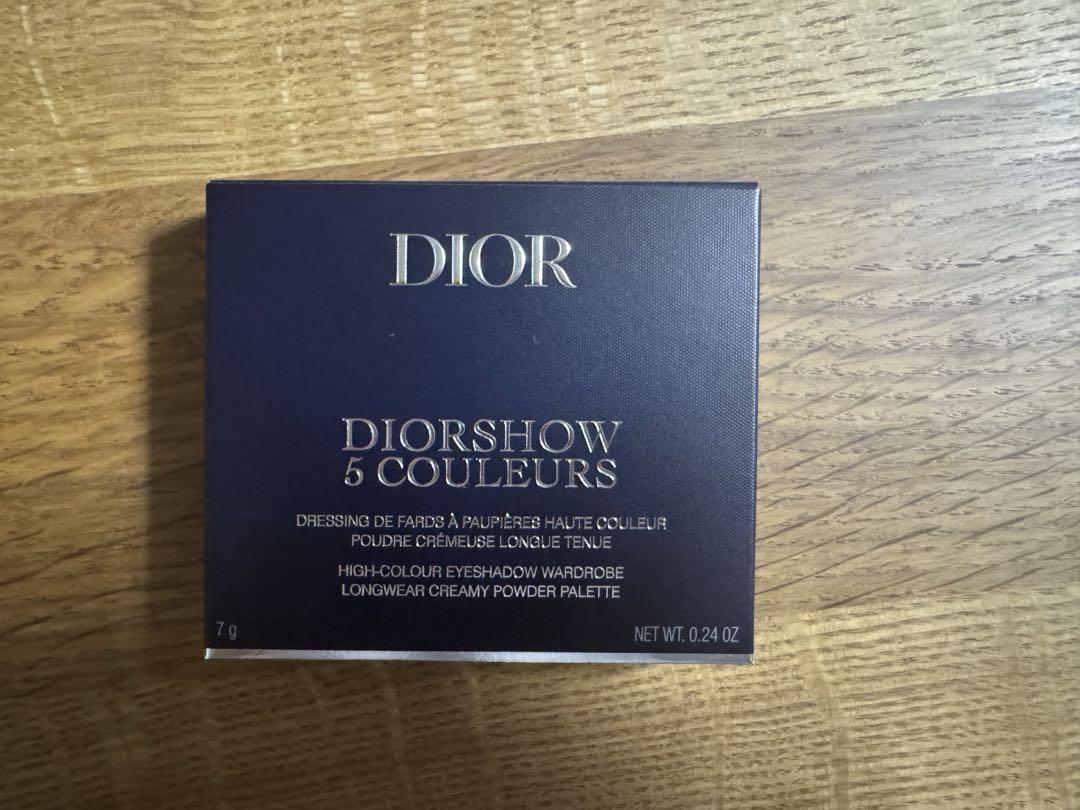 DIOR
DIORSHOW
5 COULEURS
DRESSING DE FARDS À PAUPIÈRES HAUTE COULEUR
POUDRE CRÉMEUSE LONGUE TENUE
HIGH-COLOUR EYESHADOW WARDROBE
LONGWEAR CREAMY POWDER PALETTE
7 g
NET WT. 0.24 OZ